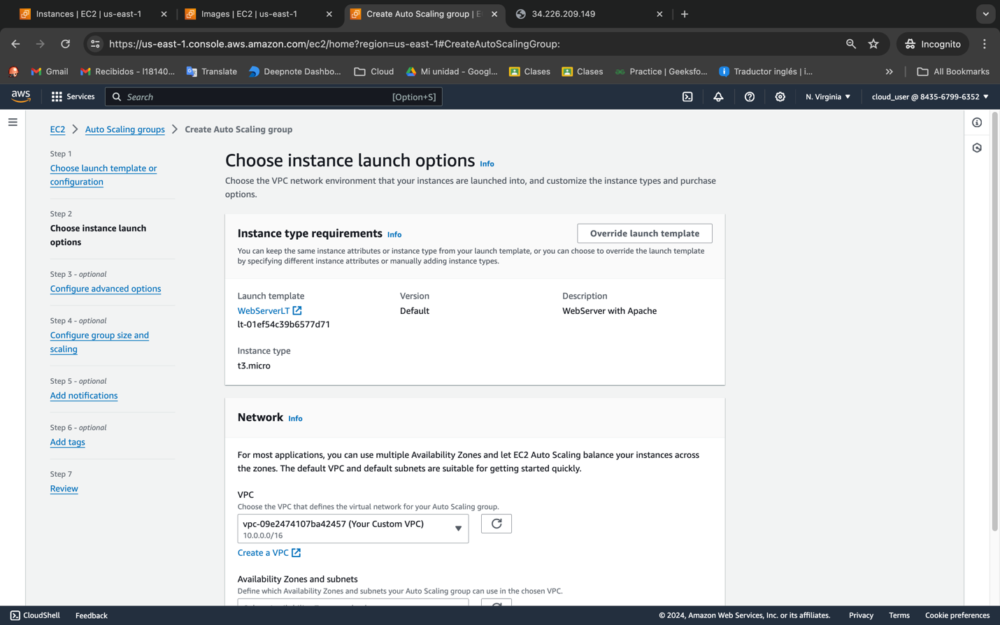 Instances | EC2 | us-east-1
Images | EC2 | us-east-1
Create Auto Scaling group | E
34.226.209.149
https://us-east-1.console.aws.amazon.com/ec2/home?region=us-east-1#CreateAutoScalingGroup:
Incognito
Gmail
Recibidos - l18140...
Translate
Deepnote Dashbo...
Cloud
Mi unidad - Googl...
Clases
Clases
Practice | Geeksfo...
Traductor inglés | i...
All Bookmarks
aws
Services
Search
[Option+S]
N. Virginia
cloud_user @ 8435-6799-6352
EC2
Auto Scaling groups
Create Auto Scaling group
Step 1
Choose launch template or
configuration
Step 2
Choose instance launch
options
Step 3 - optional
Configure advanced options
Step 4 - optional
Configure group size and
scaling
Step 5 - optional
Add notifications
Step 6 - optional
Add tags
Step 7
Review
Choose instance launch options Info
Choose the VPC network environment that your instances are launched into, and customize the instance types and purchase
options.
Instance type requirements Info
Override launch template
You can keep the same instance attributes or instance type from your launch template, or you can choose to override the launch template
by specifying different instance attributes or manually adding instance types.
Launch template
WebServerLT
lt-01ef54c39b6577d71
Version
Default
Description
WebServer with Apache
Instance type
t3.micro
Network Info
For most applications, you can use multiple Availability Zones and let EC2 Auto Scaling balance your instances across
the zones. The default VPC and default subnets are suitable for getting started quickly.
VPC
Choose the VPC that defines the virtual network for your Auto Scaling group.
vpc-09e2474107ba42457 (Your Custom VPC)
10.0.0.0/16
Create a VPC
Availability Zones and subnets
Define which Availability Zones and subnets your Auto Scaling group can use in the chosen VPC.
CloudShell
Feedback
© 2024, Amazon Web Services, Inc. or its affiliates.
Privacy
Terms
Cookie preferences